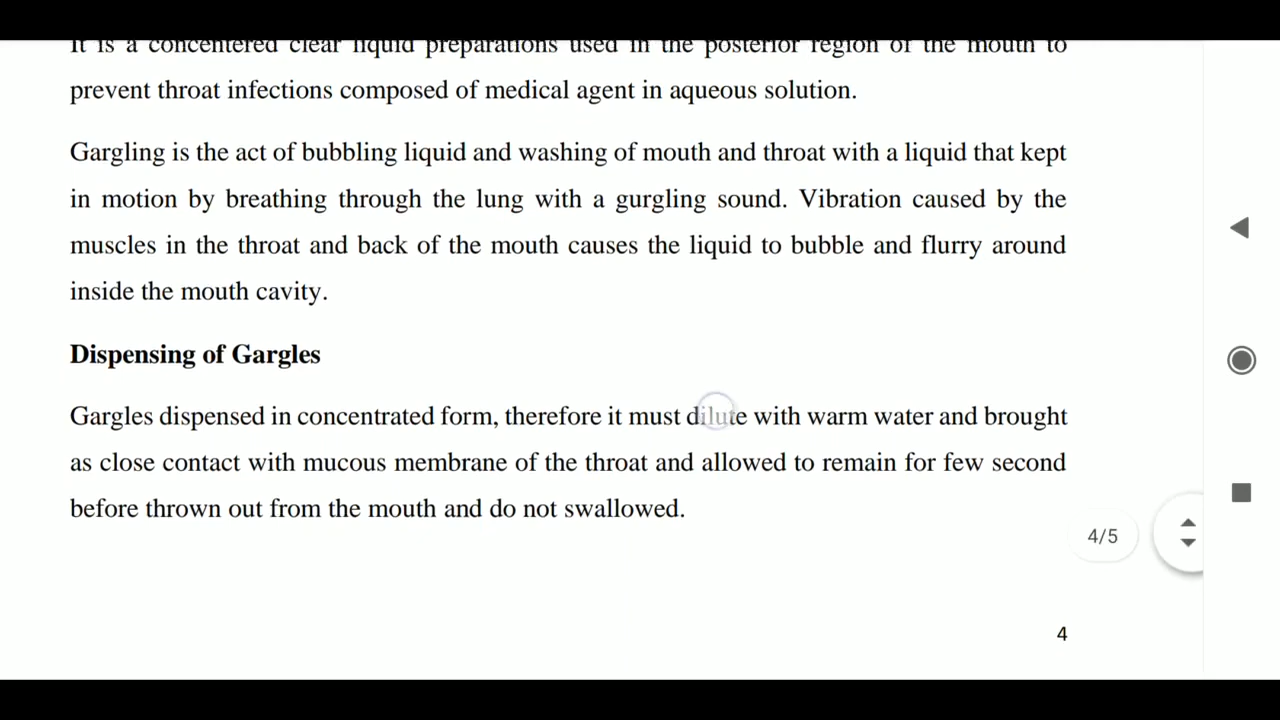 It is a concentered clear liquid preparations used in the posterior region of the mouth to
prevent throat infections composed of medical agent in aqueous solution.
Gargling is the act of bubbling liquid and washing of mouth and throat with a liquid that kept
in motion by breathing through the lung with a gurgling sound. Vibration caused by the
muscles in the throat and back of the mouth causes the liquid to bubble and flurry around
inside the mouth cavity.
Dispensing of Gargles
Gargles dispensed in concentrated form, therefore it must dilute with warm water and brought
as close contact with mucous membrane of the throat and allowed to remain for few second
before thrown out from the mouth and do not swallowed.
4/5
4